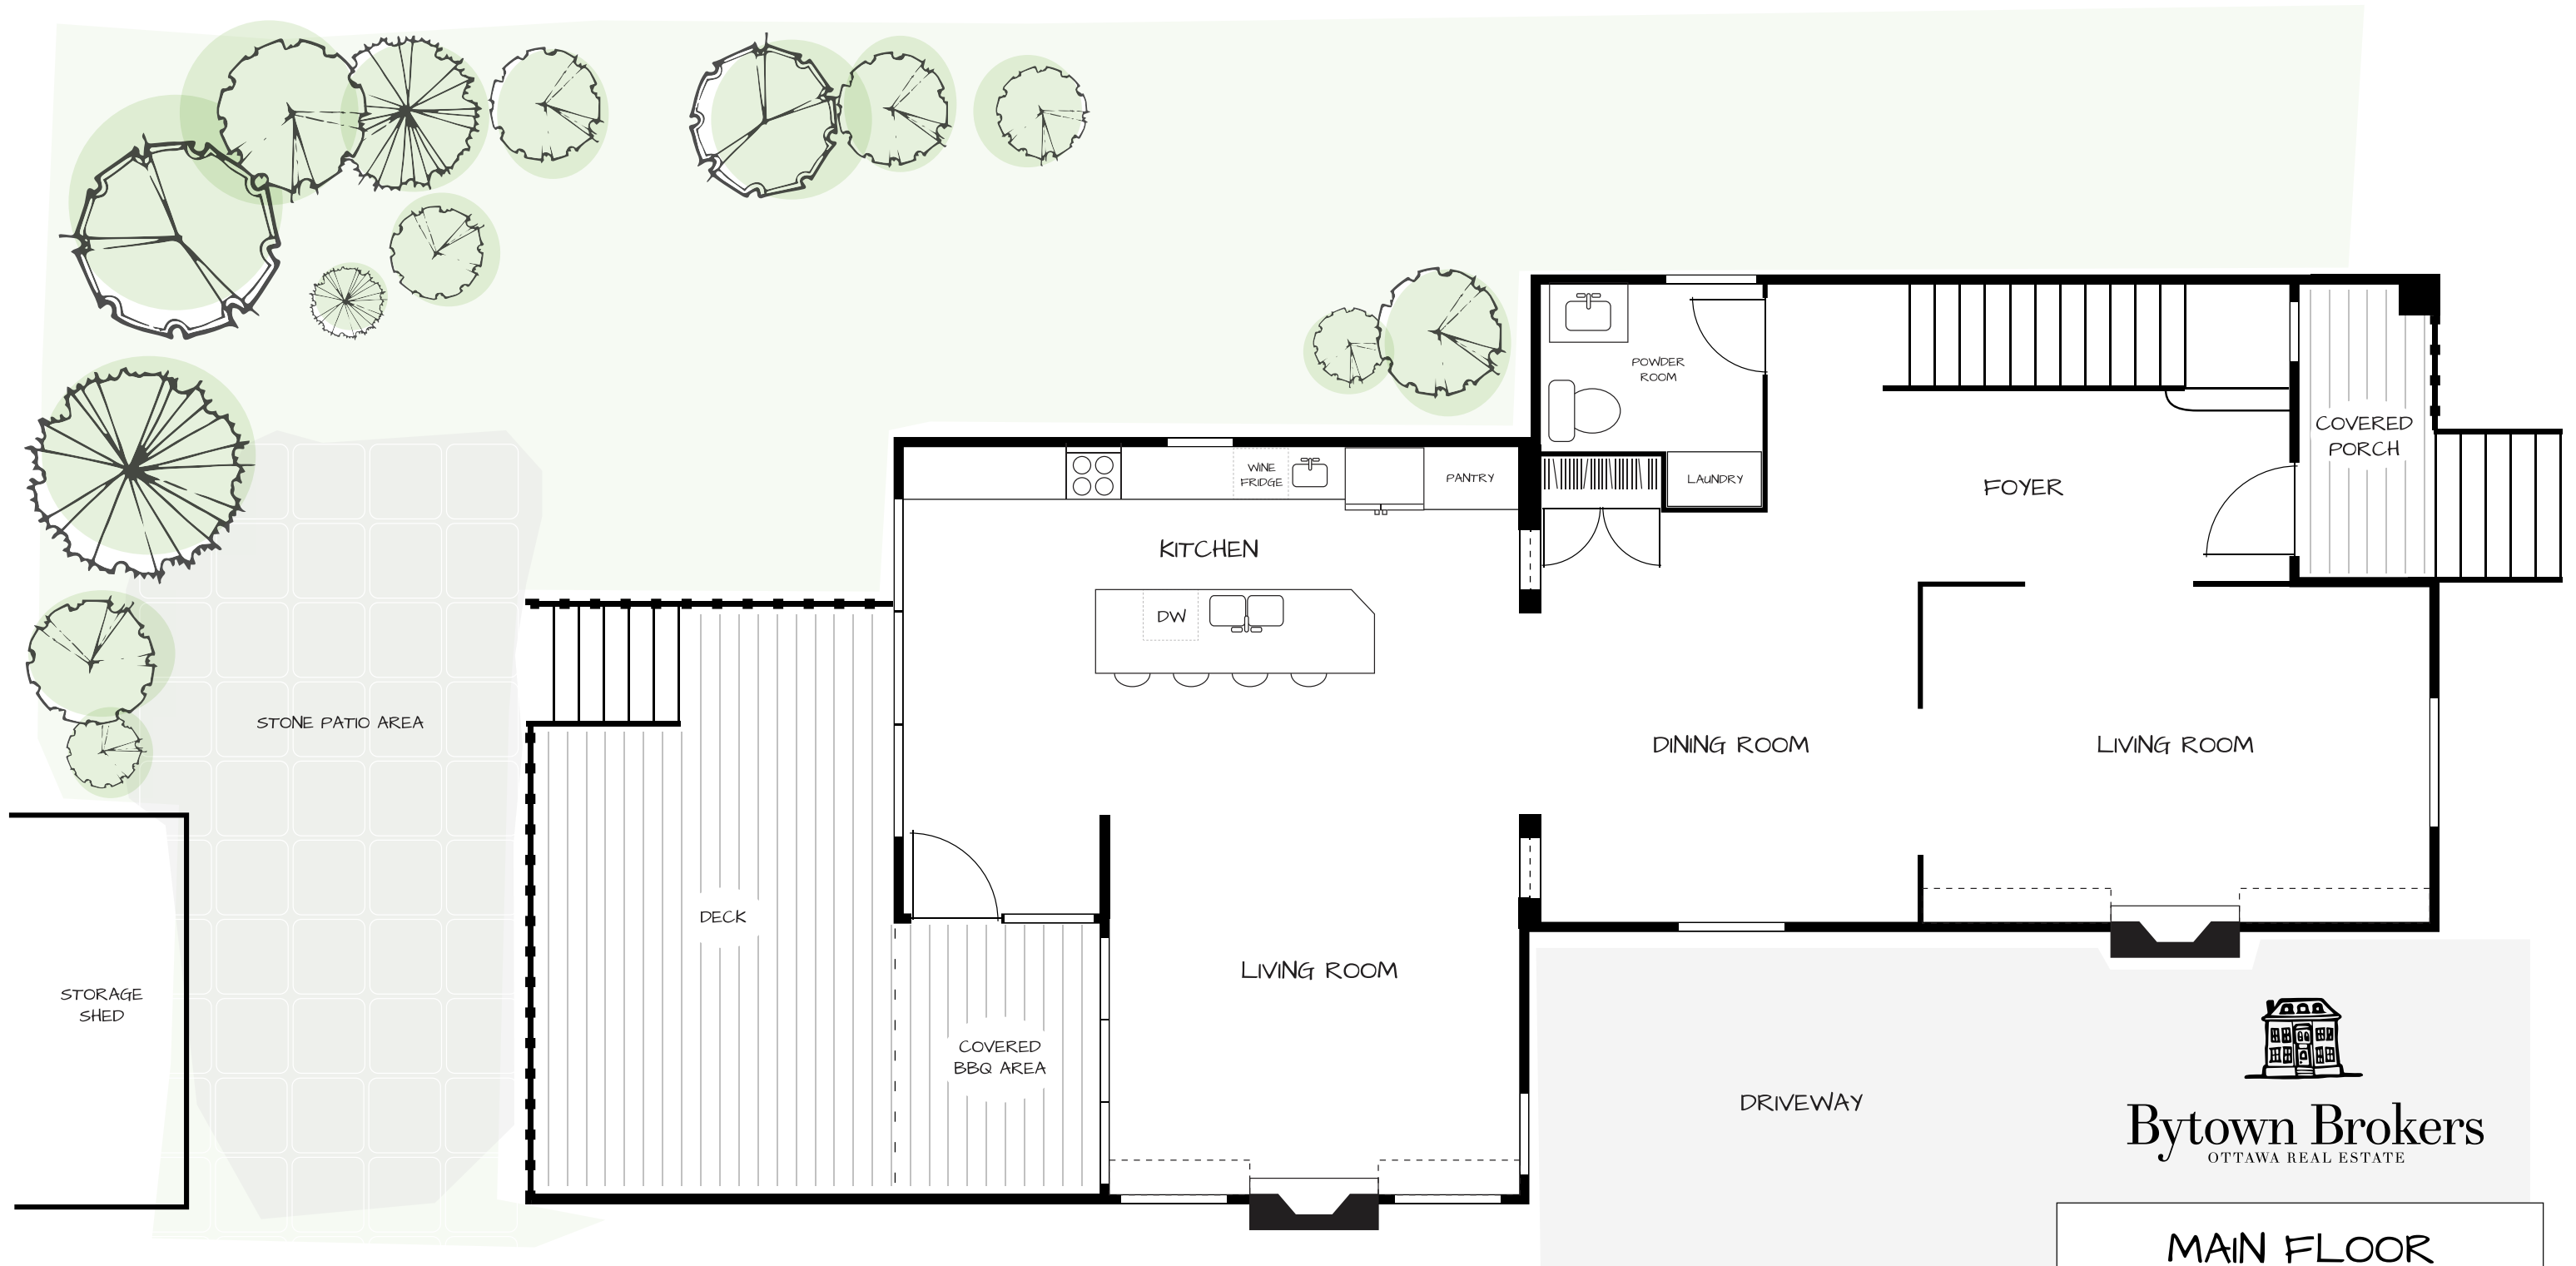 POWDER
ROOM
COVERED
PORCH
WINE
FRIDGE
PANTRY
LAUNDRY
FOYER
KITCHEN
DW
STONE PATIO AREA
DINING ROOM
LIVING ROOM
DECK
LIVING ROOM
STORAGE
SHED
COVERED
BBQ AREA
DRIVEWAY
Bytown Brokers
OTTAWA REAL ESTATE
MAIN FLOOR